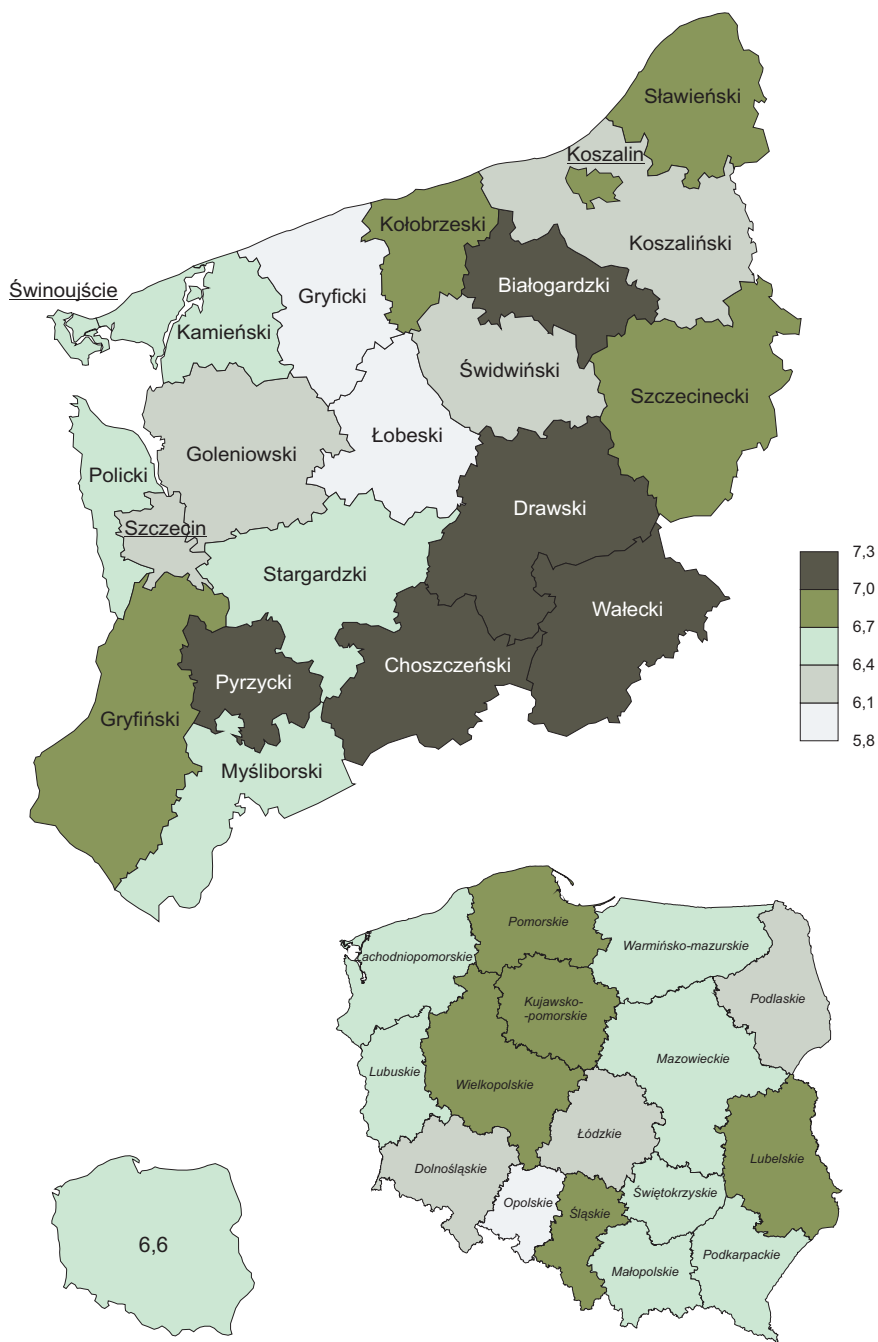 Sławieński
Koszalin
Kołobrzeski
Koszaliński
Białogardzki
Świnoujście
Gryficki
Kamieński
Świdwiński
Szczecinecki
Łobeski
Goleniowski
Policki
Drawski
Szczecin
Stargardzki
Wałecki
Choszczeński
Pyrzycki
Gryfiński
Myśliborski
7,3
7,0
6,7
6,4
6,1
5,8
Pomorskie
Zachodniopomorskie
Warmińsko-mazurskie
Podlaskie
Kujawsko-
-pomorskie
Mazowieckie
Lubuskie
Wielkopolskie
Łódzkie
Lubelskie
Dolnośląskie
Opolskie
Śląskie
Świętokrzyskie
Podkarpackie
Małopolskie
6,6